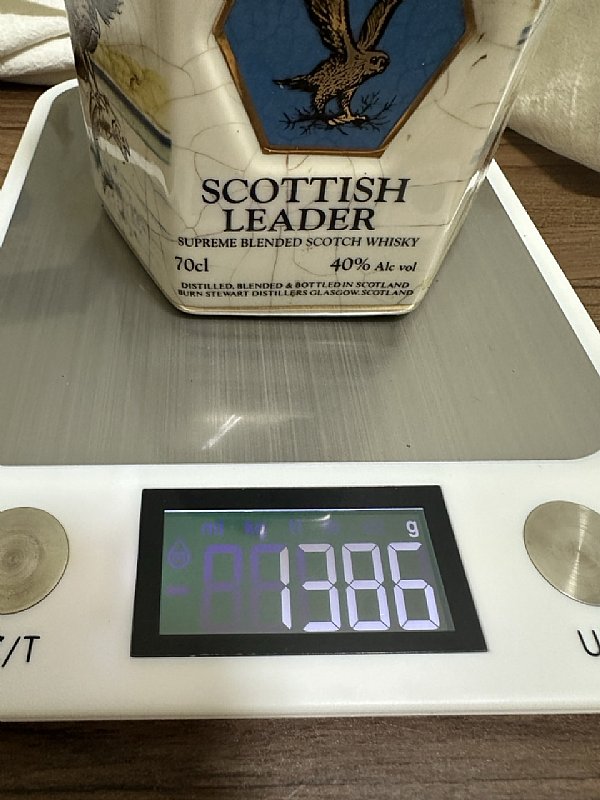 SCOTTISH
LEADER
SUPREME BLENDED SCOTCH WHISKY
70cl 40% Alc vol
DISTILLED, BLENDED & BOTTLED IN SCOTLAND
BURN STEWART DISTILLERS GLASGOW. SCOTLAND
g
1386
/T
U